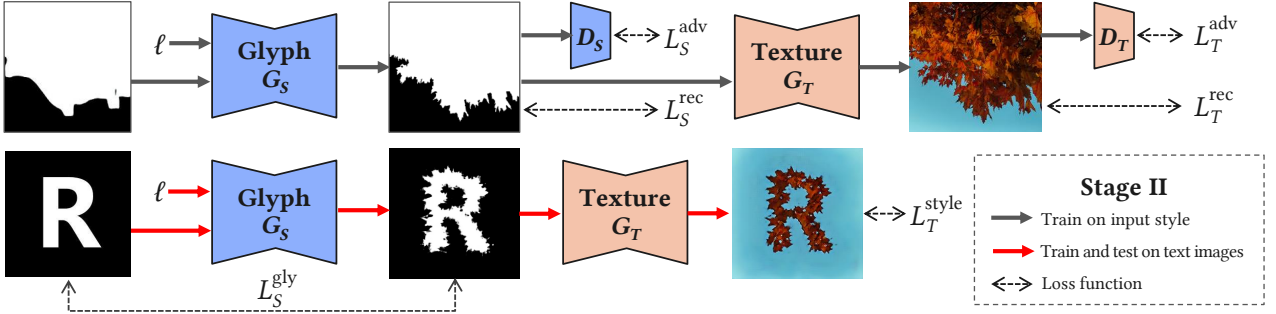 ℓ
Glyph
G_S
D_S
L_S^adv
L_S^rec
Texture
G_T
D_T
L_T^adv
L_T^rec
R
ℓ
Glyph
G_S
R
Texture
G_T
R
L_T^style
L_S^gly
Stage II
Train on input style
Train and test on text images
Loss function